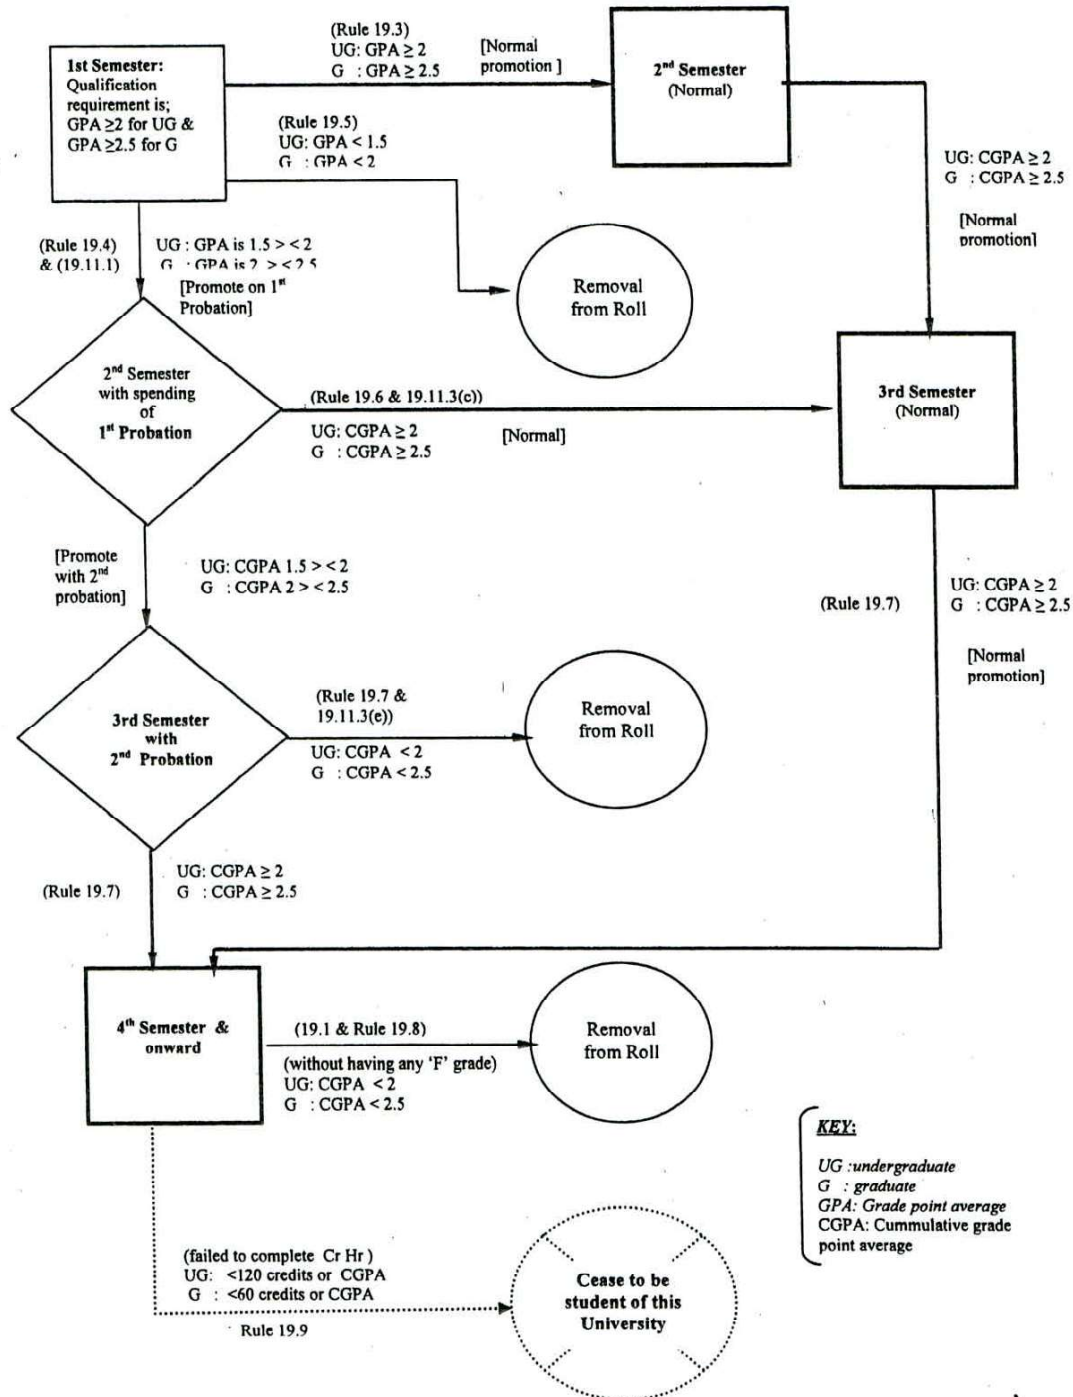 1st Semester:
Qualification
requirement is;
GPA ≥2 for UG &
GPA ≥2.5 for G
(Rule 19.3)
UG: GPA ≥ 2
G : GPA ≥ 2.5
[Normal
promotion ]
2nd Semester
(Normal)
(Rule 19.5)
UG: GPA < 1.5
G : GPA < 2
UG: CGPA ≥ 2
G : CGPA ≥ 2.5
[Normal
promotion]
(Rule 19.4)
& (19.11.1)
UG : GPA is 1.5 > < 2
G : GPA is 2 > < 2.5
[Promote on 1st
Probation]
Removal
from Roll
2nd Semester
with spending
of
1st Probation
(Rule 19.6 & 19.11.3(c))
UG: CGPA ≥ 2
G : CGPA ≥ 2.5
[Normal]
3rd Semester
(Normal)
[Promote
with 2nd
probation]
UG: CGPA 1.5 > < 2
G : CGPA 2 > < 2.5
(Rule 19.7)
UG: CGPA ≥ 2
G : CGPA ≥ 2.5
[Normal
promotion]
3rd Semester
with
2nd Probation
(Rule 19.7 &
19.11.3(e))
UG: CGPA < 2
G : CGPA < 2.5
Removal
from Roll
(Rule 19.7)
UG: CGPA ≥ 2
G : CGPA ≥ 2.5
4th Semester &
onward
(19.1 & Rule 19.8)
(without having any 'F' grade)
UG: CGPA < 2
G : CGPA < 2.5
Removal
from Roll
KEY:
UG :undergraduate
G : graduate
GPA: Grade point average
CGPA: Cummulative grade
point average
(failed to complete Cr Hr )
UG: <120 credits or CGPA
G : <60 credits or CGPA
Rule 19.9
Cease to be
student of this
University